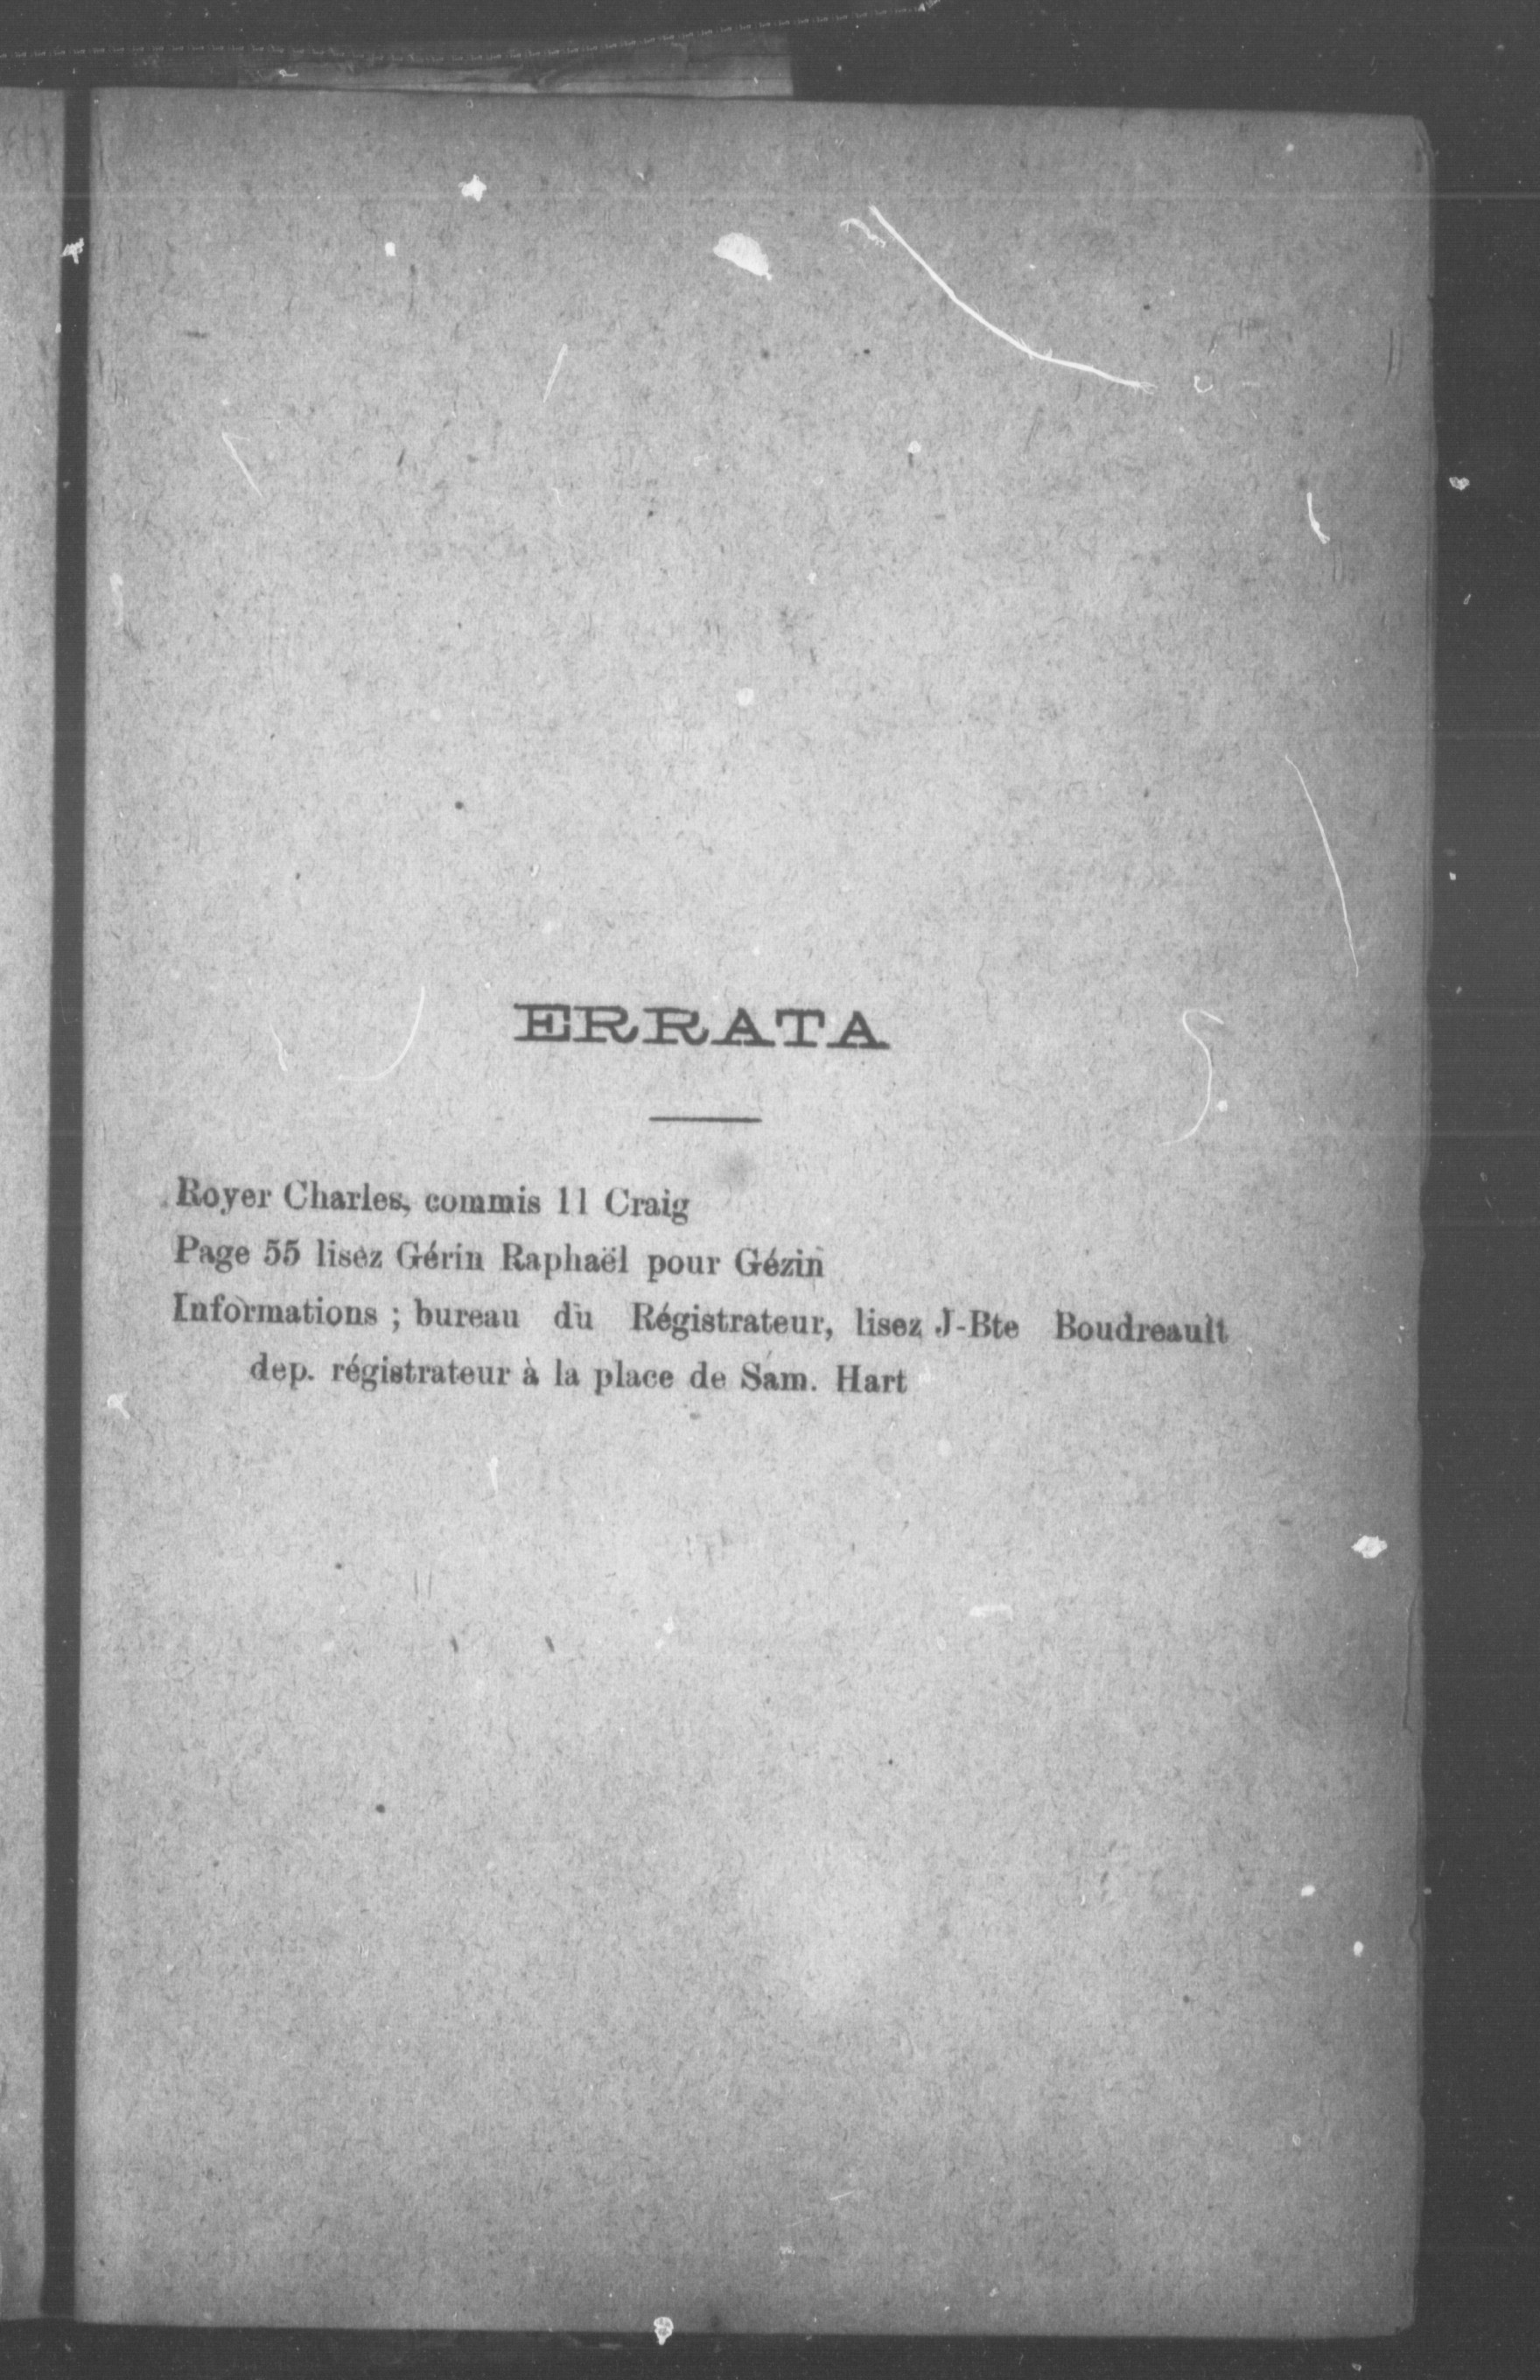 ERRATA
Royer Charles, commis 11 Craig
Page 55 lisez Gérin Raphaël pour Gézin
Informations ; bureau du Régistrateur, lisez J-Bte Boudreault
dep. régistrateur à la place de Sam. Hart